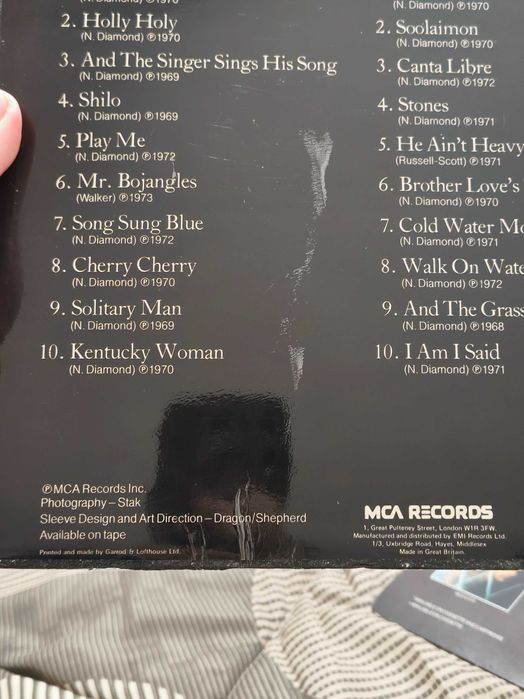 (N. Diamond) ℗1970
2. Holly Holy
(N. Diamond) ℗1970
3. And The Singer Sings His Song
(N. Diamond) ℗1969
4. Shilo
(N. Diamond) ℗1969
5. Play Me
(N. Diamond) ℗1972
6. Mr. Bojangles
(Walker) ℗1973
7. Song Sung Blue
(N. Diamond) ℗1972
8. Cherry Cherry
(N. Diamond) ℗1970
9. Solitary Man
(N. Diamond) ℗1969
10. Kentucky Woman
(N. Diamond) ℗1970
(N. Diamond) ℗1970
2. Soolaimon
(N. Diamond) ℗1970
3. Canta Libre
(N. Diamond) ℗1972
4. Stones
(N. Diamond) ℗1971
5. He Ain't Heavy
(Russell-Scott) ℗1971
6. Brother Love's
(N. Diamond) ℗1970
7. Cold Water Mo
(N. Diamond) ℗1971
8. Walk On Wate
(N. Diamond) ℗1972
9. And The Grass
(N. Diamond) ℗1968
10. I Am I Said
(N. Diamond) ℗1971
℗MCA Records Inc.
Photography – Stak
Sleeve Design and Art Direction – Dragon/Shepherd
Available on tape
Printed and made by Garrod & Lofthouse Ltd.
MCA RECORDS
1, Great Pulteney Street, London W1R 3FW.
Manufactured and distributed by EMI Records Ltd.
1/3, Uxbridge Road, Hayes, Middlesex
Made in Great Britain.